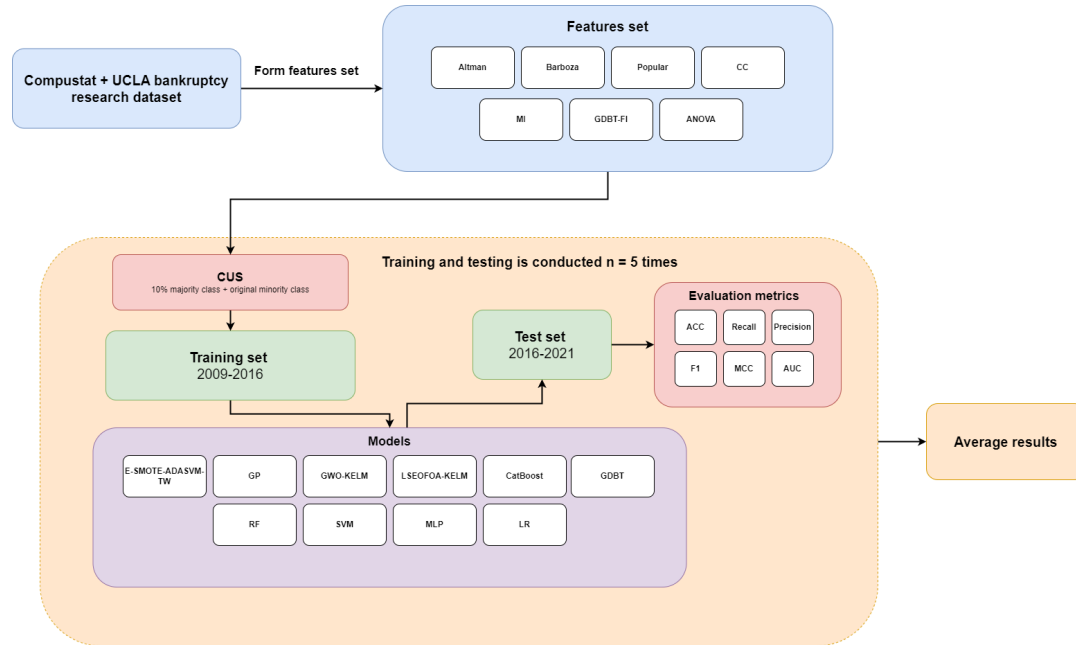 Features set
Altman
Barboza
Popular
CC
Compustat + UCLA bankruptcy
research dataset
Form features set
MI
GDBT-FI
ANOVA
Training and testing is conducted n = 5 times
CUS
10% majority class + original minority class
Evaluation metrics
ACC
Recall
Precision
Training set
2009-2016
Test set
2016-2021
F1
MCC
AUC
Models
E-SMOTE-ADASVM-
TW
GP
GWO-KELM
LSEOFOA-KELM
CatBoost
GDBT
RF
SVM
MLP
LR
Average results